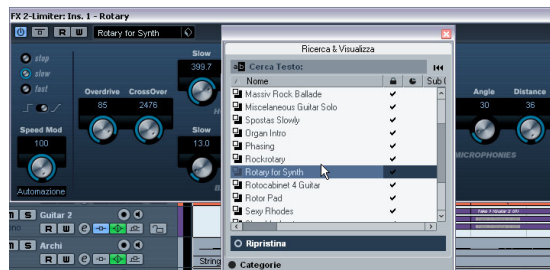 FX 2-Limiter: Ins. 1 - Rotary
R W Rotary for Synth
Ricerca & Visualizza
stop
slow
fast
Slow
399.7
Overdrive CrossOver
85 2476
Speed Mod
100
Slow
13.0
Automazione
Cerca Testo:
Nome
Sub
Massiv Rock Ballade
Miscelaneous Guitar Solo
Spostas Slowly
Organ Intro
Phasing
Rockrotary
Rotary for Synth
Rotocabinet 4 Guitar
Rotor Pad
Sexy Rhodes
Ripristina
Categorie
Angle Distance
30 36
MICROPHONIES
S Guitar 2
R W e
S Archi
R W e
String